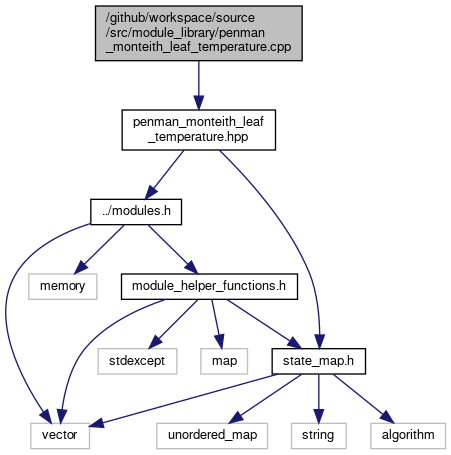 /github/workspace/source
/src/module_library/penman
_monteith_leaf_temperature.cpp
penman_monteith_leaf
_temperature.hpp
../modules.h
memory
module_helper_functions.h
stdexcept
map
state_map.h
vector
unordered_map
string
algorithm